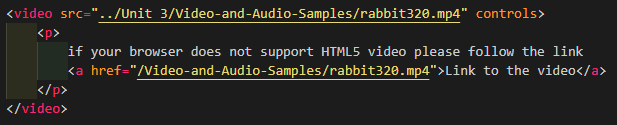 <video src="../Unit 3/Video-and-Audio-Samples/rabbit320.mp4" controls>
<p>
if your browser does not support HTML5 video please follow the link
<a href="/Video-and-Audio-Samples/rabbit320.mp4">Link to the video</a>
</p>
</video>